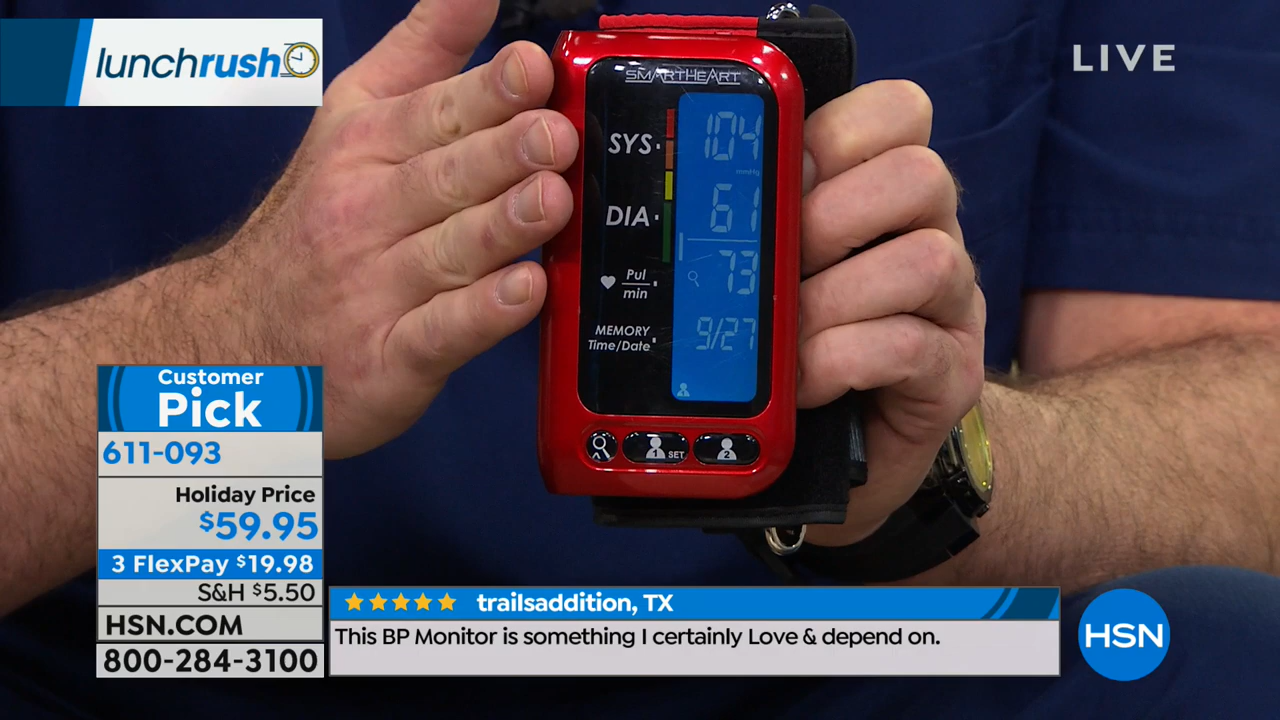 lunchrush
LIVE
SMARTHEART
SYS
104
mmHg
DIA
61
Pul
min
73
MEMORY
Time/Date
9/27
1 SET
2
Customer
Pick
611-093
Holiday Price
$59.95
3 FlexPay $19.98
S&H $5.50
HSN.COM
800-284-3100
trailsaddition, TX
This BP Monitor is something I certainly Love & depend on.
HSN